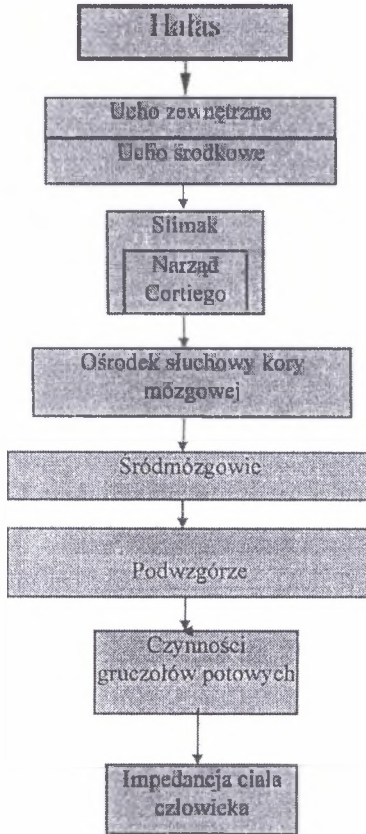 Hałas
Ucho zewnętrzne
Ucho środkowe
Ślimak
Narząd
Cortiego
Ośrodek słuchowy kory
mózgowej
Śródmózgowie
Podwzgórze
Czynności
gruczołów potowych
Impedancja ciała
człowieka